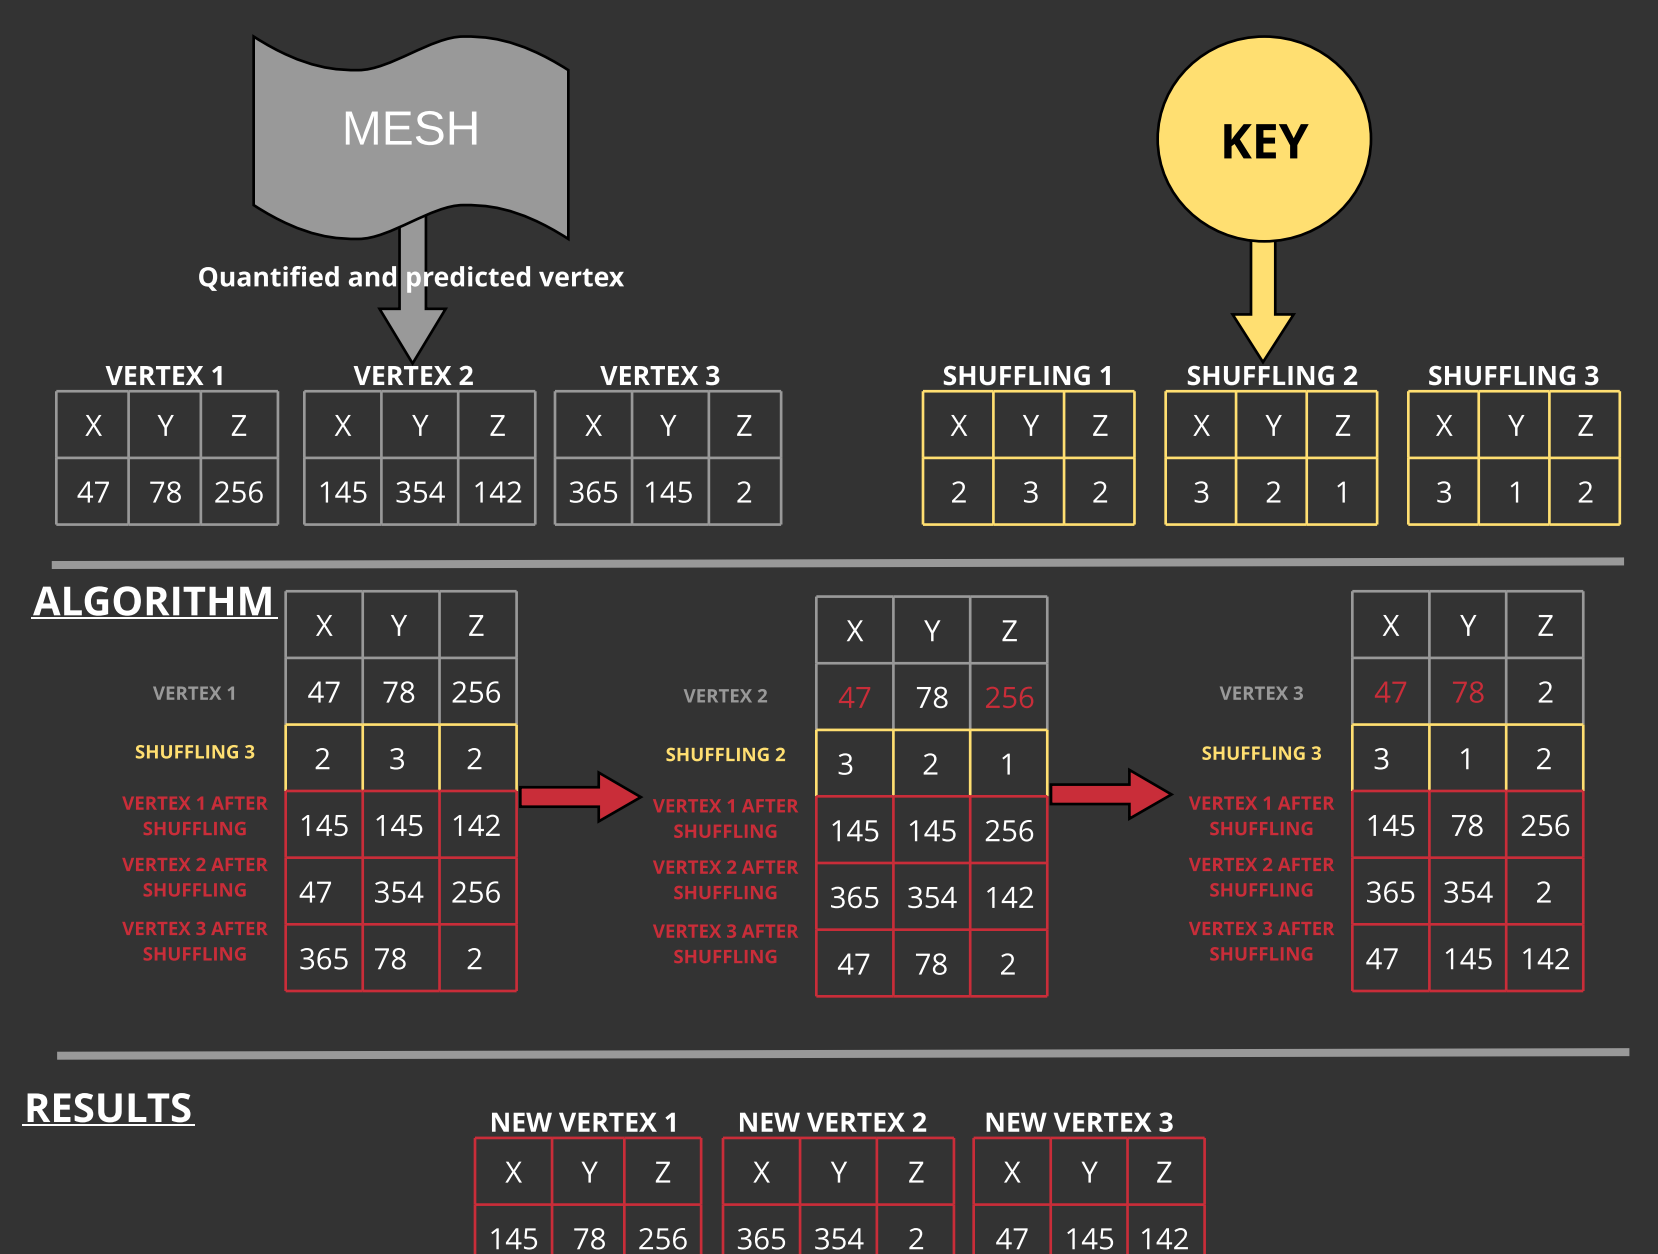 MESH
KEY
Quantified and predicted vertex
VERTEX 1
VERTEX 2
VERTEX 3
SHUFFLING 1
SHUFFLING 2
SHUFFLING 3
X Y Z
X Y Z
X Y Z
X Y Z
X Y Z
X Y Z
47 78 256
145 354 142
365 145 2
2 3 2
3 2 1
3 1 2
ALGORITHM
X Y Z
VERTEX 1
47 78 256
SHUFFLING 3
2 3 2
VERTEX 1 AFTER
SHUFFLING
145 145 142
VERTEX 2 AFTER
SHUFFLING
47 354 256
VERTEX 3 AFTER
SHUFFLING
365 78 2
X Y Z
VERTEX 2
47 78 256
SHUFFLING 2
3 2 1
VERTEX 1 AFTER
SHUFFLING
145 145 256
VERTEX 2 AFTER
SHUFFLING
365 354 142
VERTEX 3 AFTER
SHUFFLING
47 78 2
X Y Z
VERTEX 3
47 78 2
SHUFFLING 3
3 1 2
VERTEX 1 AFTER
SHUFFLING
145 78 256
VERTEX 2 AFTER
SHUFFLING
365 354 2
VERTEX 3 AFTER
SHUFFLING
47 145 142
RESULTS
NEW VERTEX 1
NEW VERTEX 2
NEW VERTEX 3
X Y Z
X Y Z
X Y Z
145 78 256
365 354 2
47 145 142